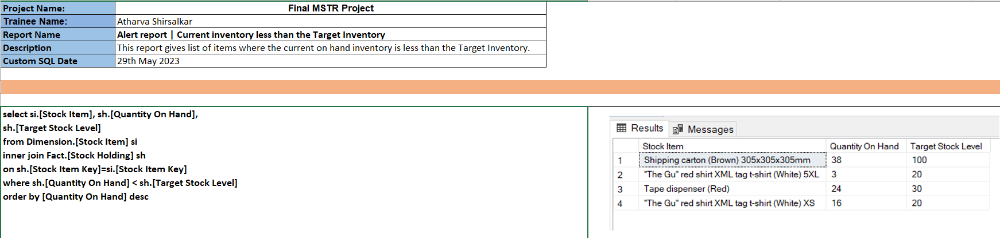 Project Name: Final MSTR Project
Trainee Name: Atharva Shirsalkar
Report Name Alert report | Current inventory less than the Target Inventory
Description This report gives list of items where the current on hand inventory is less than the Target Inventory.
Custom SQL Date 29th May 2023
select si.[Stock Item], sh.[Quantity On Hand],
sh.[Target Stock Level]
from Dimension.[Stock Item] si
inner join Fact.[Stock Holding] sh
on sh.[Stock Item Key]=si.[Stock Item Key]
where sh.[Quantity On Hand] < sh.[Target Stock Level]
order by [Quantity On Hand] desc
Results Messages
Stock Item Quantity On Hand Target Stock Level
1 Shipping carton (Brown) 305x305x305mm 38 100
2 "The Gu" red shirt XML tag t-shirt (White) 5XL 3 20
3 Tape dispenser (Red) 24 30
4 "The Gu" red shirt XML tag t-shirt (White) XS 16 20